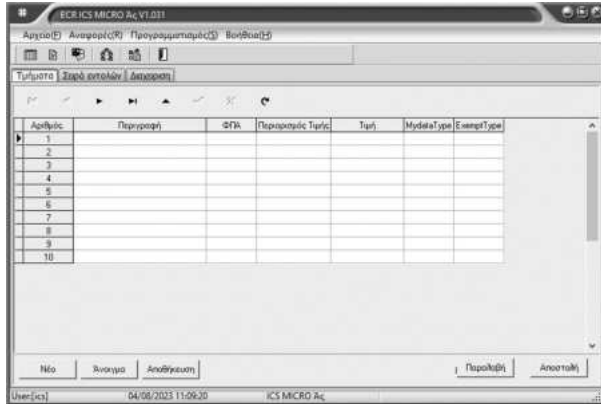 ECR ICS MICRO Ας V1.031
Αρχείο(F) Αναφορές(R) Προγραμματισμός(S) Βοήθεια(H)
Τμήματα Σειρά εντολών Διαχείριση
Αριθμός Περιγραφή ΦΠΑ Περιορισμός Τιμής Τιμή MydataType ExemptType
1
2
3
4
5
6
7
8
9
10
Νέο Άνοιγμα Αποθήκευση Παραλαβή Αποστολή
User:[ics] 04/08/2023 11:09:20 ICS MICRO Ας